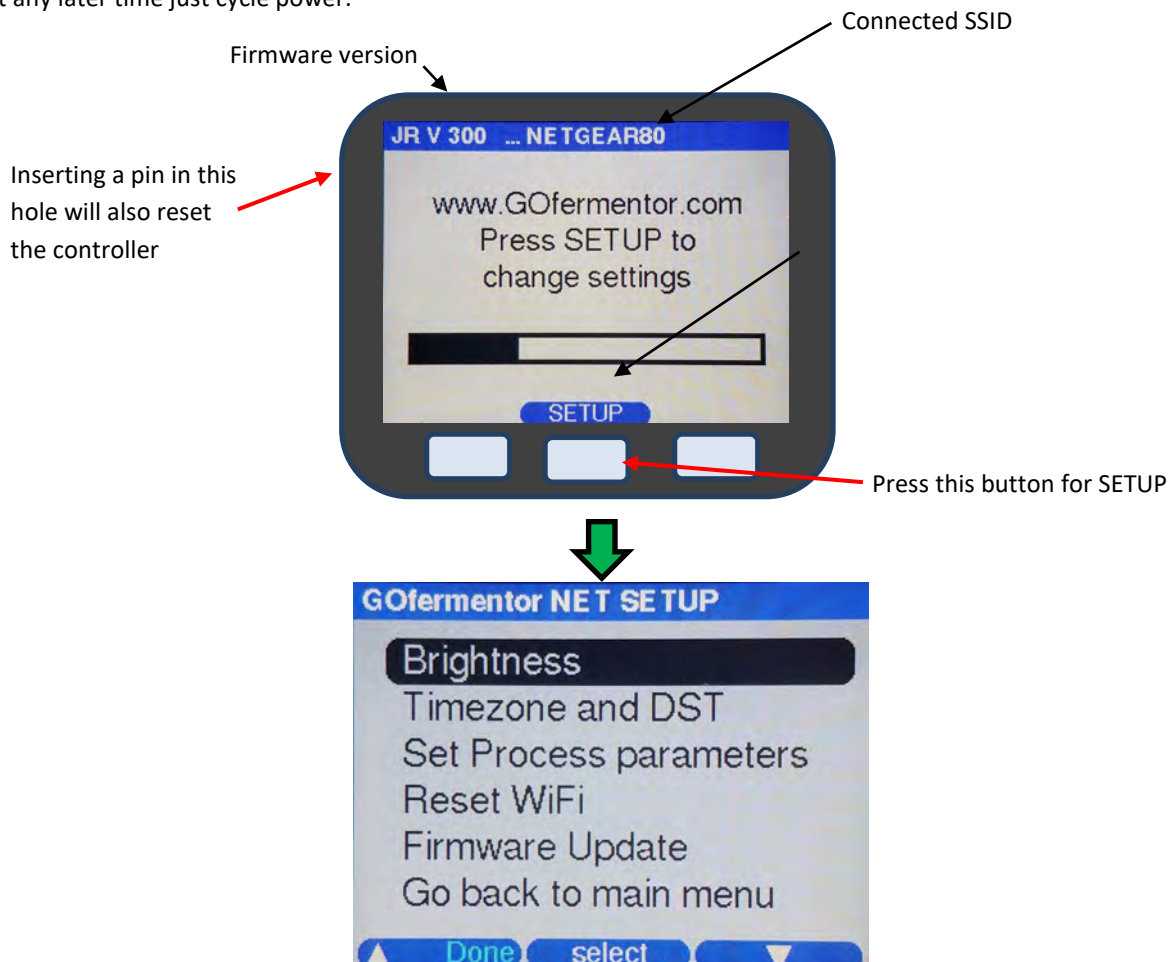 t any later time just cycle power.
Connected SSID
Firmware version
JR V 300 ... NETGEAR80
Inserting a pin in this
hole will also reset
the controller
www.GOfermentor.com
Press SETUP to
change settings
SETUP
Press this button for SETUP
GOfermentor NET SETUP
Brightness
Timezone and DST
Set Process parameters
Reset WiFi
Firmware Update
Go back to main menu
Done select